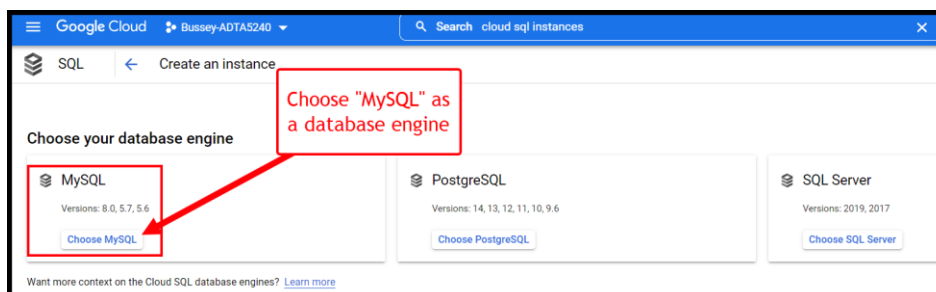 Google Cloud Bussey-ADTA5240 Search cloud sql instances
SQL Create an instance
Choose "MySQL" as
a database engine
Choose your database engine
MySQL PostgreSQL SQL Server
Versions: 8.0, 5.7, 5.6 Versions: 14, 13, 12, 11, 10, 9.6 Versions: 2019, 2017
Choose MySQL Choose PostgreSQL Choose SQL Server
Want more context on the Cloud SQL database engines? Learn more